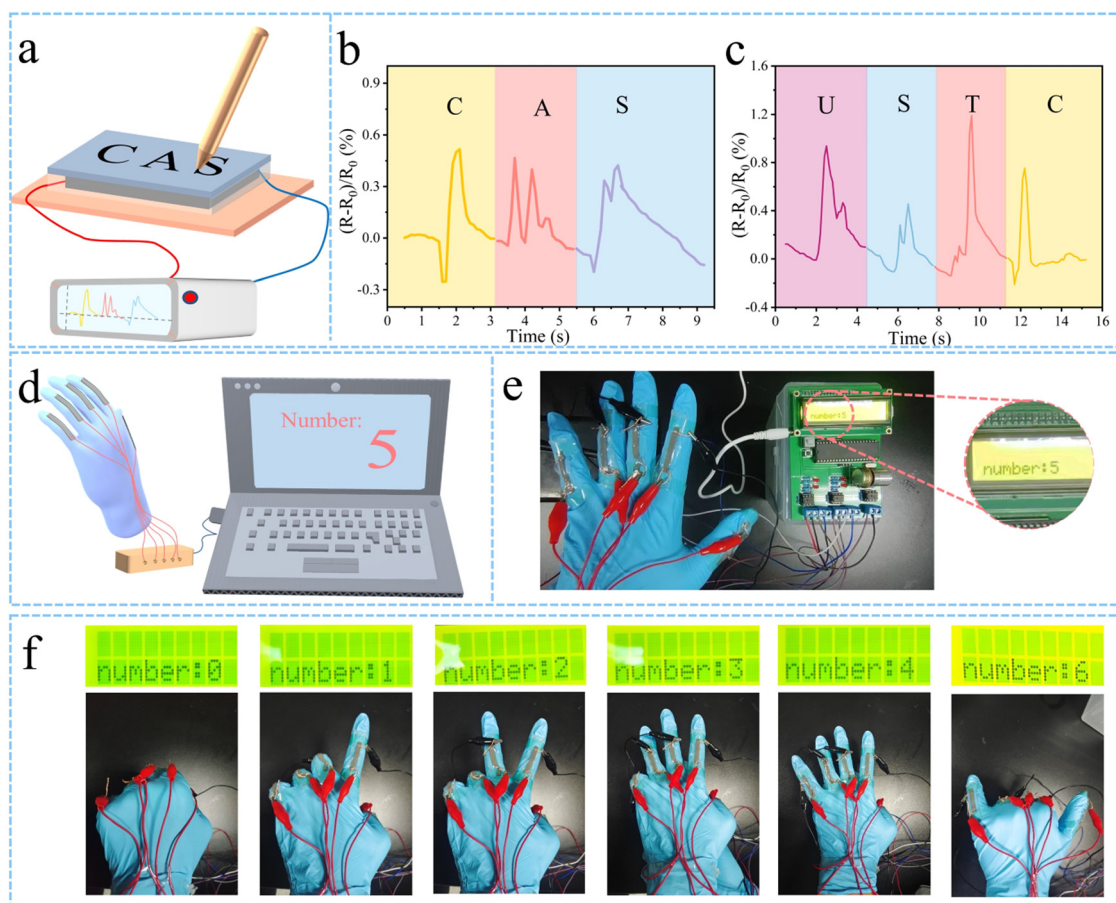 a
CAS
b
(R-R0)/R0 (%)
0.9
0.6
0.3
0.0
-0.3
C A S
0 1 2 3 4 5 6 7 8 9
Time (s)
c
(R-R0)/R0 (%)
1.6
1.2
0.8
0.4
0.0
-0.4
U S T C
0 2 4 6 8 10 12 14 16
Time (s)
d
Number:
5
e
number:5
number:5
f
number:0 number:1 number:2 number:3 number:4 number:6